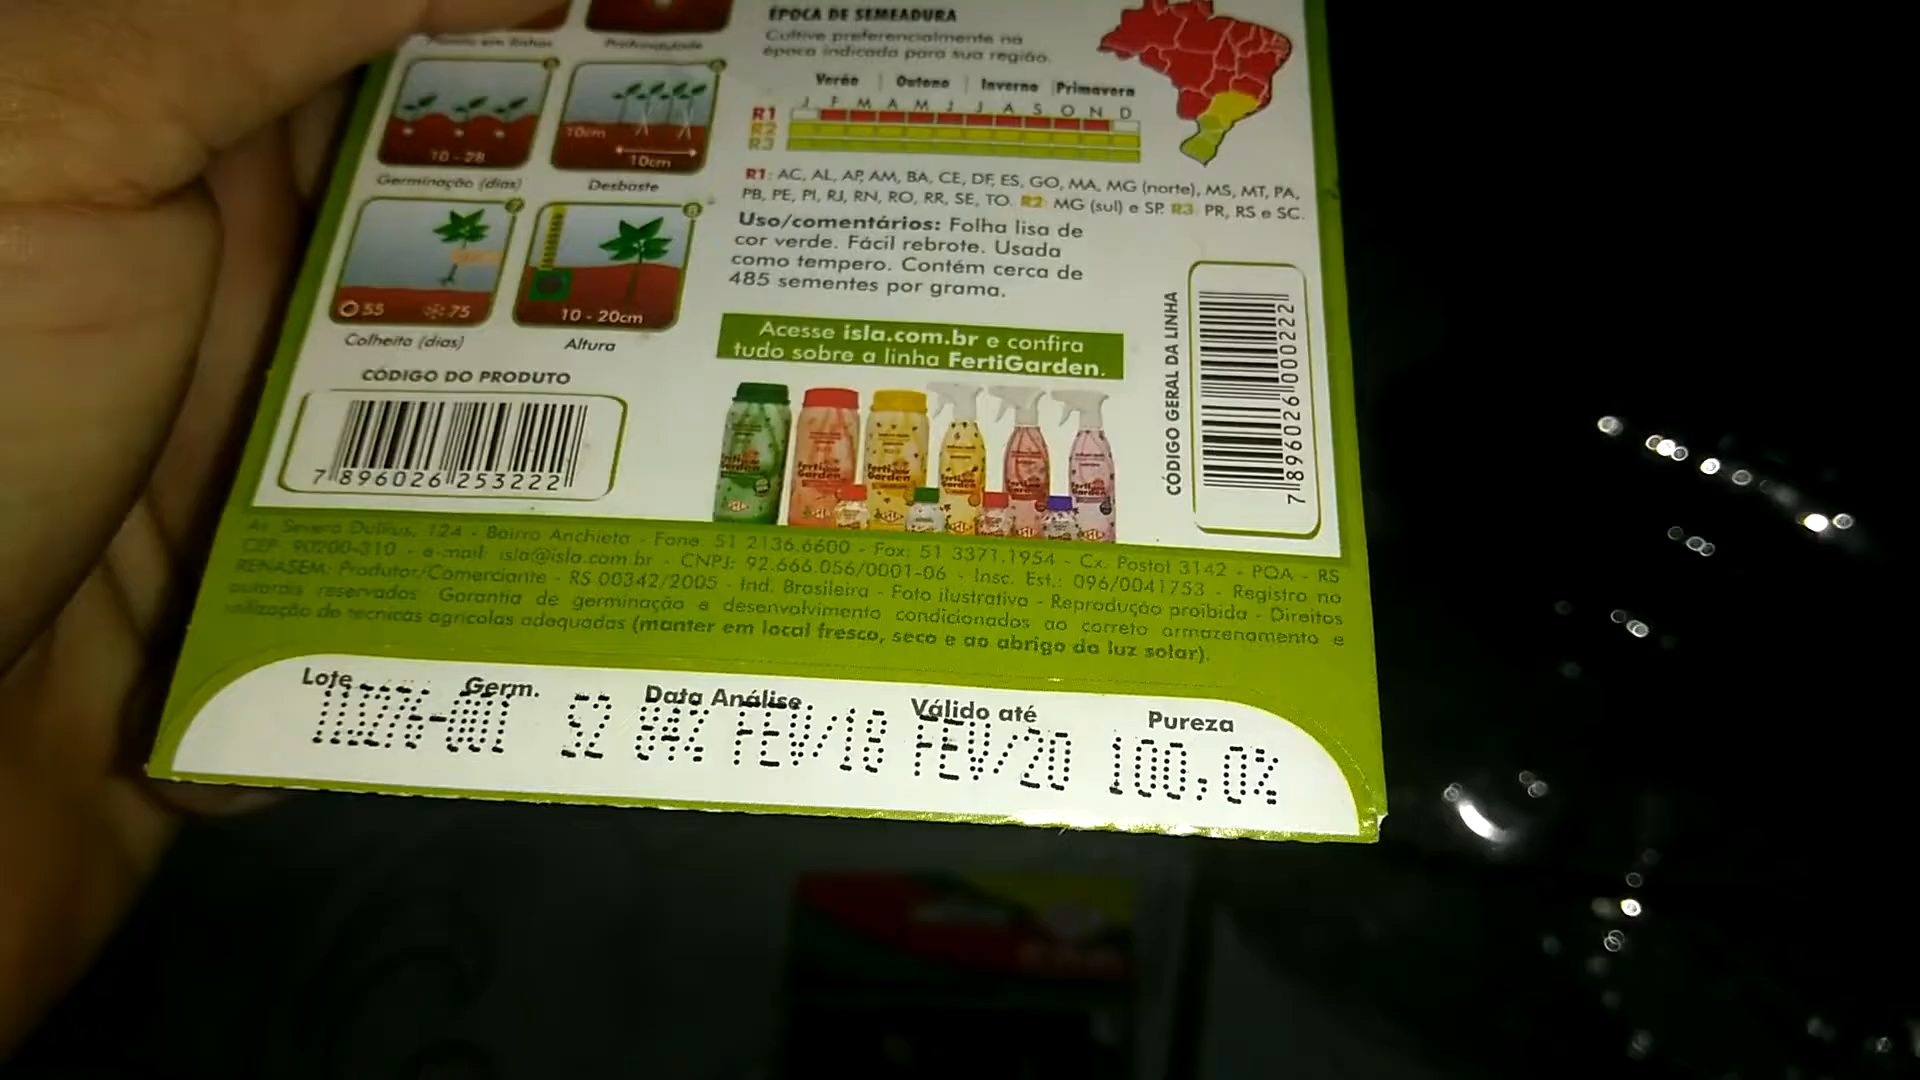 ÉPOCA DE SEMEADURA
Cultive preferencialmente na
época indicada para sua região.
Profundidade
Verão | Outono | Inverno | Primavera
J F M A M J J A S O N D
R1
R2
R3
10 - 28
Germinação (dias)
6
10cm
10cm
Desbaste
R1: AC, AL, AP, AM, BA, CE, DF, ES, GO, MA, MG (norte), MS, MT, PA,
PB, PE, PI, RJ, RN, RO, RR, SE, TO. R2: MG (sul) e SP. R3: PR, RS e SC.
Uso/comentários: Folha lisa de
cor verde. Fácil rebrote. Usada
como tempero. Contém cerca de
485 sementes por grama.
7
55 75
Colheita (dias)
8
10 - 20cm
Altura
Acesse isla.com.br e confira
tudo sobre a linha FertiGarden.
CÓDIGO DO PRODUTO
7 896026 253222
CÓDIGO GERAL DA LINHA
7 896026 000222
Av. Severo Dullius, 124 - Bairro Anchieta - Fone: 51 2136.6600 - Fax: 51 3371.1954 - Cx. Postal 3142 - POA - RS
CEP: 90200-310 - e-mail: isla@isla.com.br - CNPJ: 92.666.056/0001-06 - Insc. Est.: 096/0041753 - Registro no
RENASEM: Produtor/Comerciante - RS 00342/2005 - Ind. Brasileira - Foto ilustrativa - Reprodução proibida - Direitos
autorais reservados. Garantia de germinação e desenvolvimento condicionados ao correto armazenamento e
utilização de técnicas agrícolas adequadas (manter em local fresco, seco e ao abrigo da luz solar).
Lote Germ. Data Análise Válido até Pureza
113276-001 S2 84% FEV/18 FEV/20 100,0%